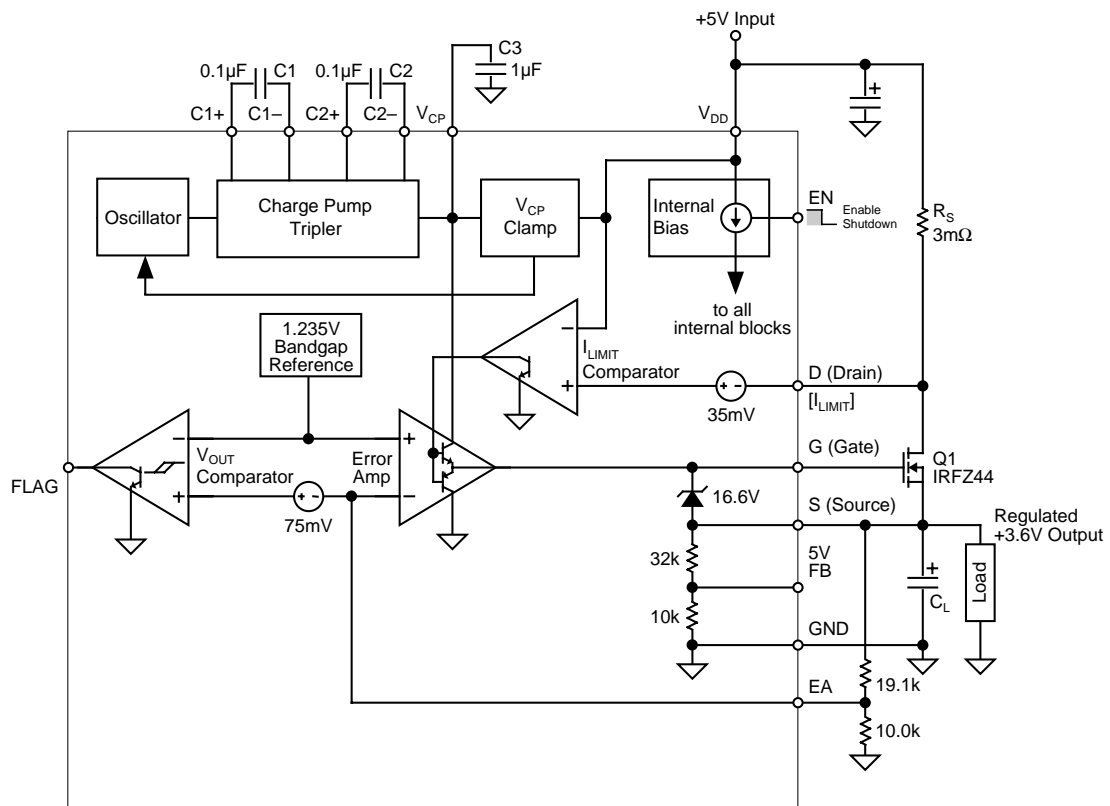 +5V Input
C3
1µF
0.1µF
C1
0.1µF
C2
C1+
C1–
C2+
C2–
VCP
VDD
Oscillator
Charge Pump
Tripler
VCP
Clamp
Internal
Bias
EN
Enable
Shutdown
RS
3mΩ
to all
internal blocks
1.235V
Bandgap
Reference
ILIMIT
Comparator
35mV
D (Drain)
[ILIMIT]
VOUT
Comparator
Error
Amp
G (Gate)
Q1
IRFZ44
FLAG
75mV
16.6V
S (Source)
Regulated
+3.6V Output
32k
5V
FB
10k
CL
Load
GND
EA
19.1k
10.0k